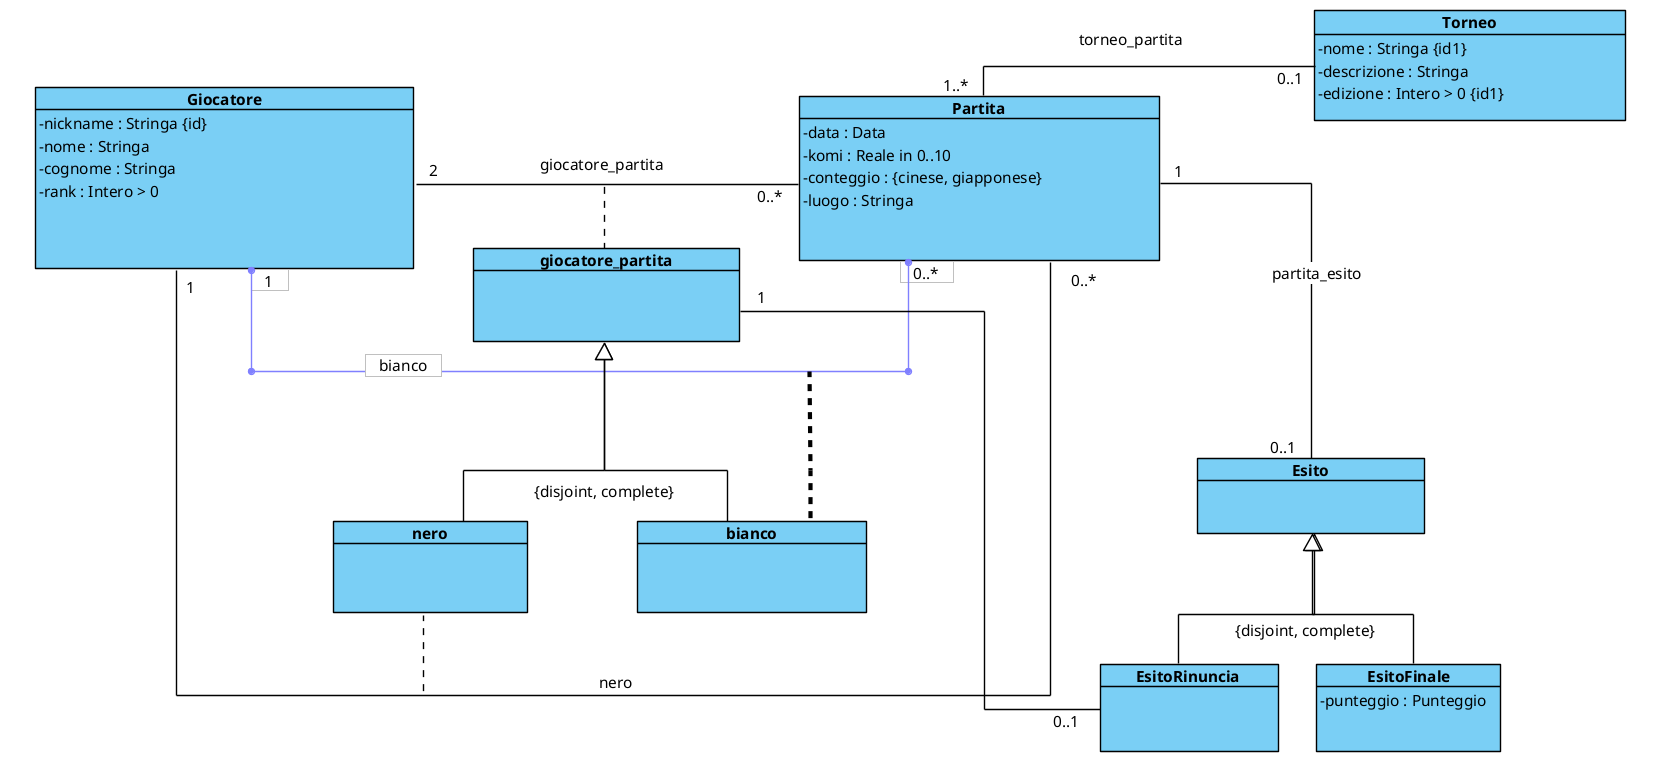 Torneo
-nome : Stringa {id1}
-descrizione : Stringa
-edizione : Intero > 0 {id1}
torneo_partita
1..*
0..1
Giocatore
-nickname : Stringa {id}
-nome : Stringa
-cognome : Stringa
-rank : Intero > 0
Partita
-data : Data
-komi : Reale in 0..10
-conteggio : {cinese, giapponese}
-luogo : Stringa
2
giocatore_partita
0..*
1
giocatore_partita
1
1
0..*
0..*
1
partita_esito
bianco
0..1
Esito
{disjoint, complete}
nero
bianco
{disjoint, complete}
EsitoRinuncia
EsitoFinale
-punteggio : Punteggio
nero
0..1